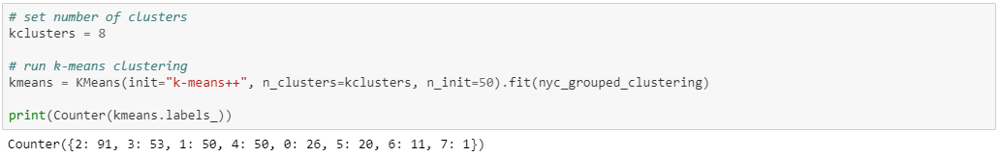 # set number of clusters
kclusters = 8
# run k-means clustering
kmeans = KMeans(init="k-means++", n_clusters=kclusters, n_init=50).fit(nyc_grouped_clustering)
print(Counter(kmeans.labels_))
Counter({2: 91, 3: 53, 1: 50, 4: 50, 0: 26, 5: 20, 6: 11, 7: 1})